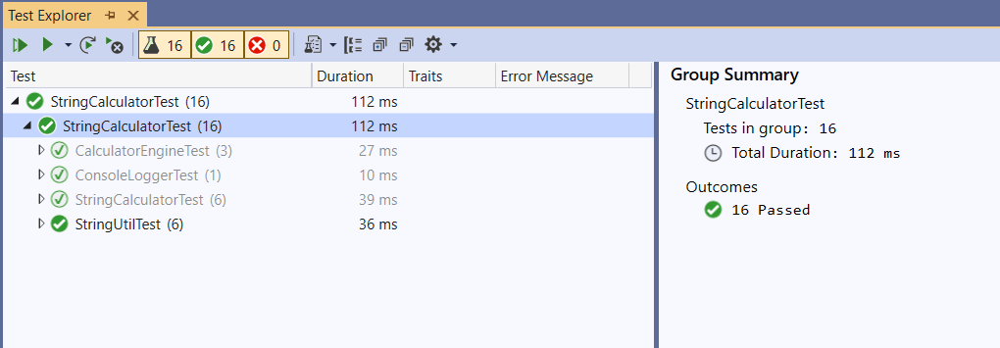 Test Explorer
16 16 0
Test Duration Traits Error Message
StringCalculatorTest (16) 112 ms
StringCalculatorTest (16) 112 ms
CalculatorEngineTest (3) 27 ms
ConsoleLoggerTest (1) 10 ms
StringCalculatorTest (6) 39 ms
StringUtilTest (6) 36 ms
Group Summary
StringCalculatorTest
Tests in group: 16
Total Duration: 112 ms
Outcomes
16 Passed